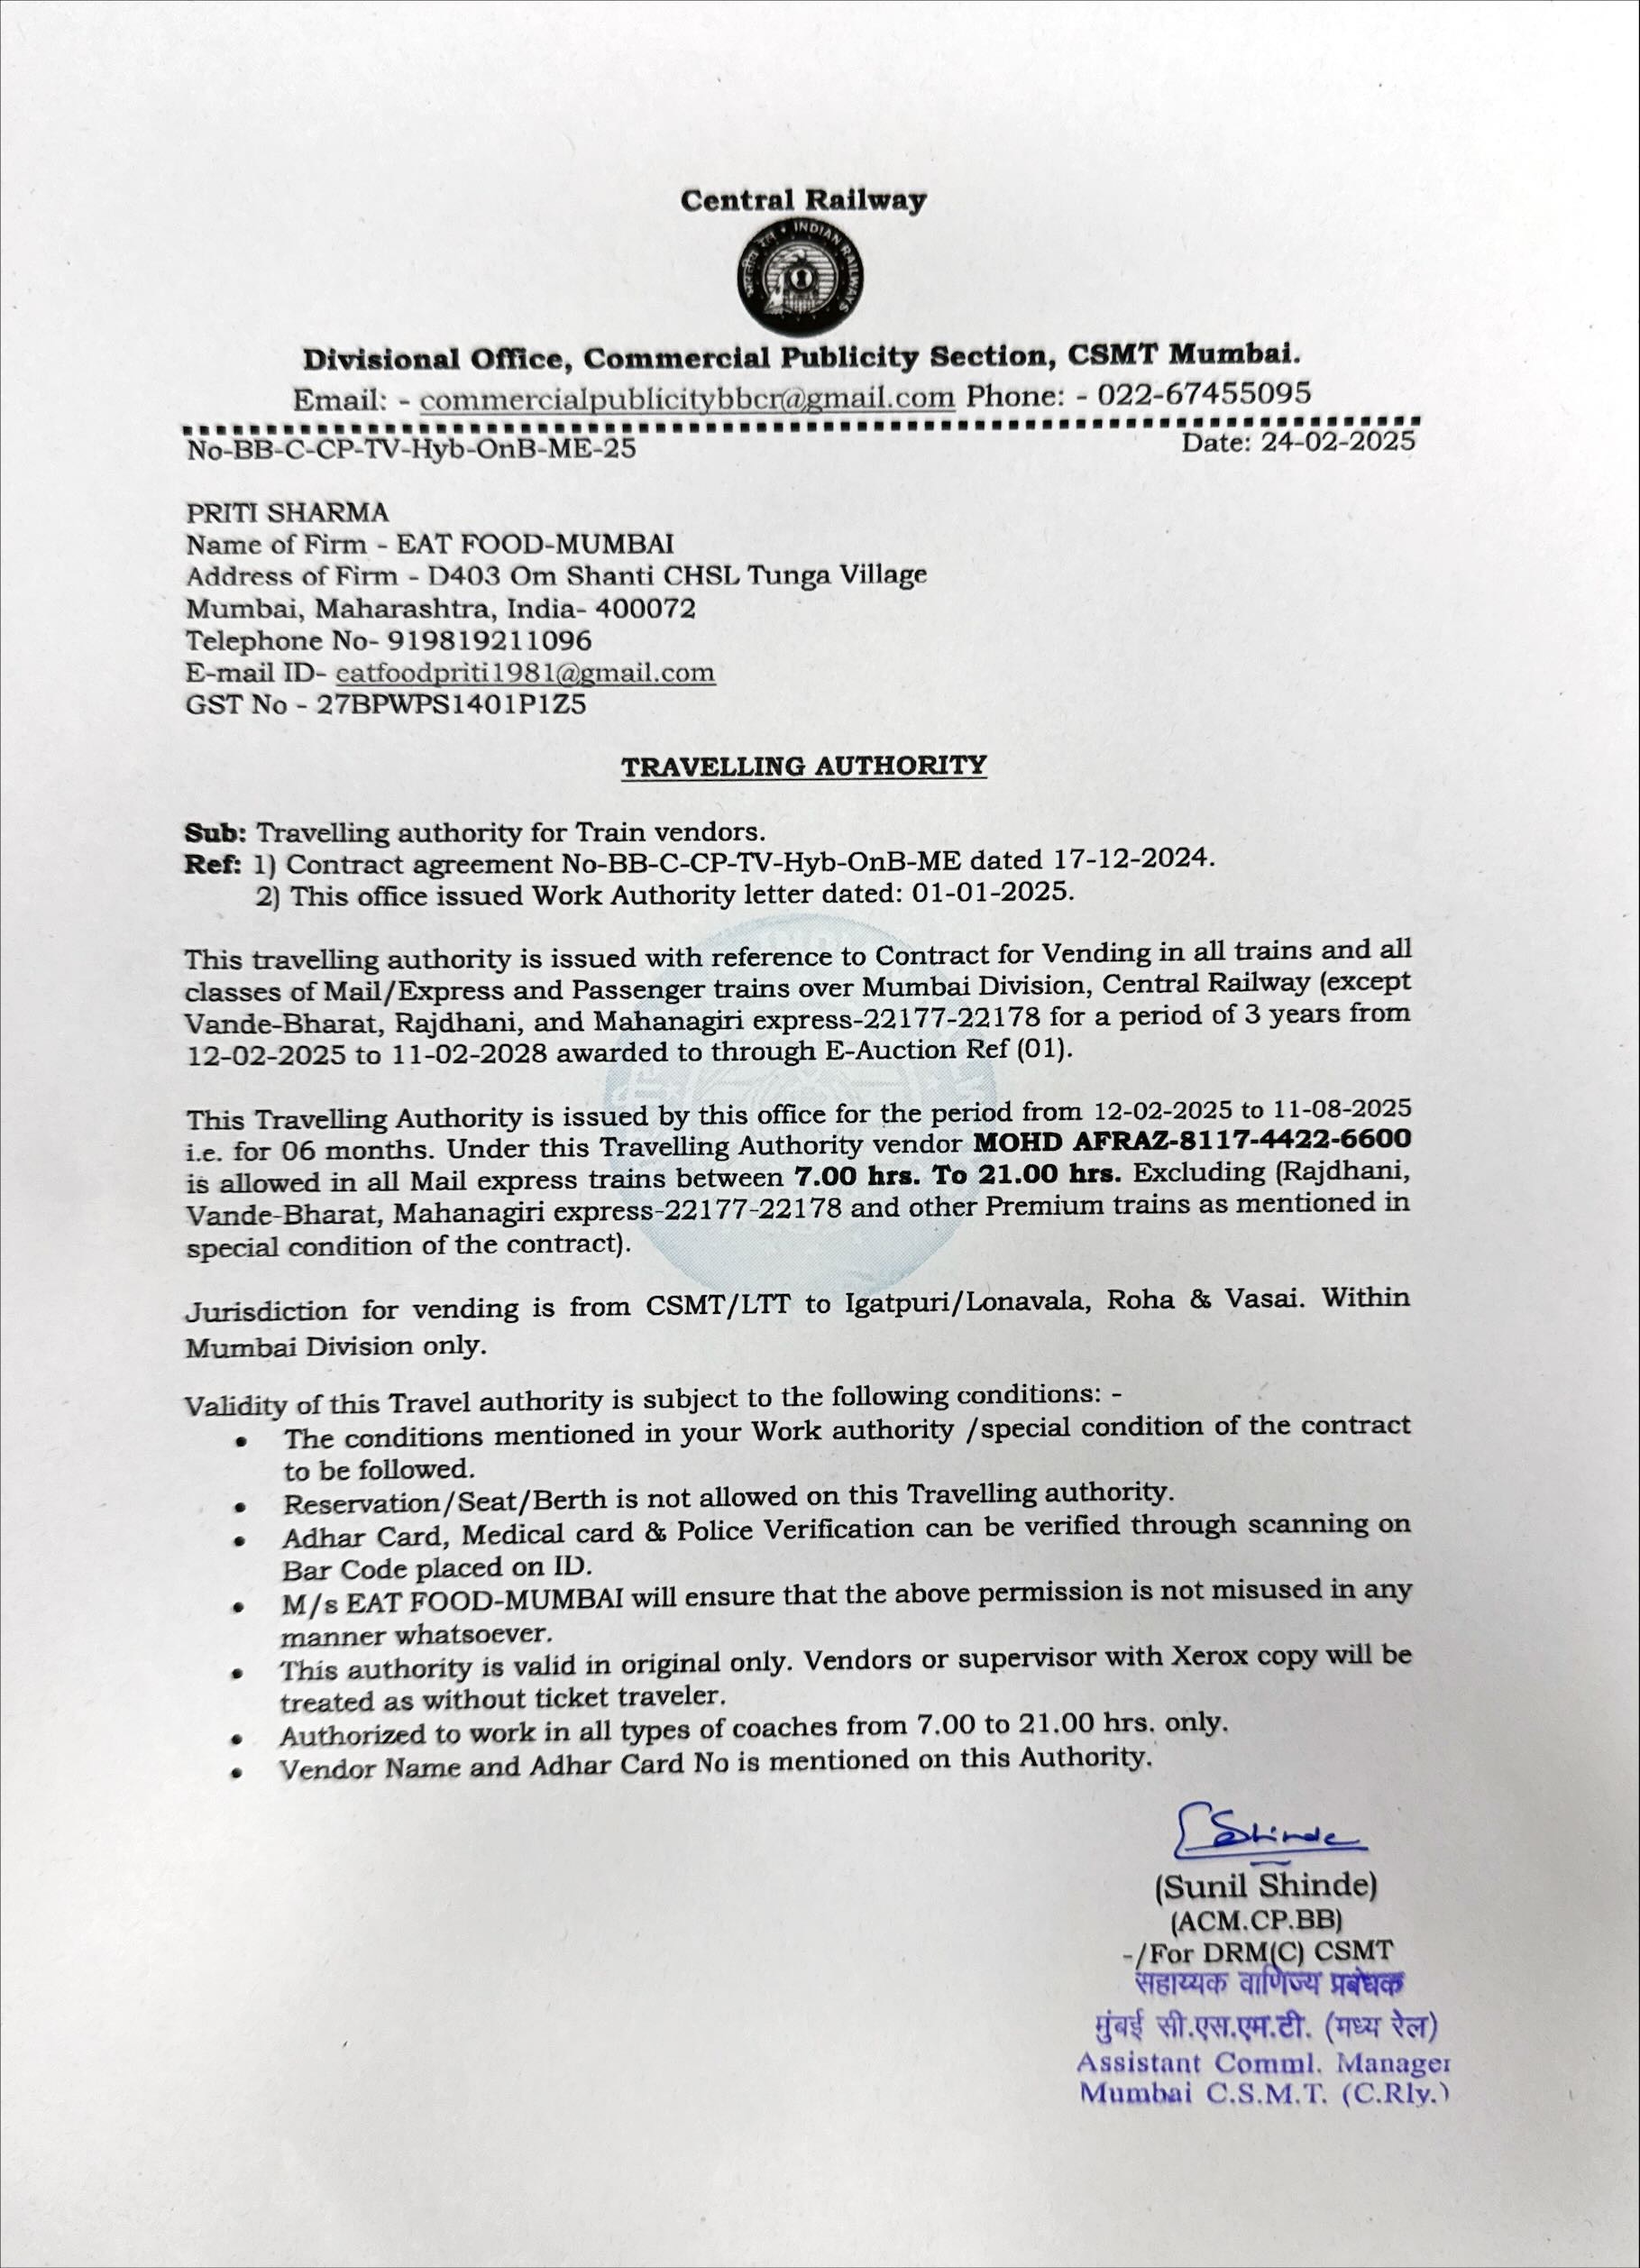 Central Railway
भारतीय रेल * INDIAN RAILWAYS
Divisional Office, Commercial Publicity Section, CSMT Mumbai.
Email: - commercialpublicitybbcr@gmail.com Phone: - 022-67455095
No-BB-C-CP-TV-Hyb-OnB-ME-25 Date: 24-02-2025
PRITI SHARMA
Name of Firm - EAT FOOD-MUMBAI
Address of Firm - D403 Om Shanti CHSL Tunga Village
Mumbai, Maharashtra, India- 400072
Telephone No- 919819211096
E-mail ID- eatfoodpriti1981@gmail.com
GST No - 27BPWPS1401P1Z5
TRAVELLING AUTHORITY
Sub: Travelling authority for Train vendors.
Ref: 1) Contract agreement No-BB-C-CP-TV-Hyb-OnB-ME dated 17-12-2024.
2) This office issued Work Authority letter dated: 01-01-2025.
This travelling authority is issued with reference to Contract for Vending in all trains and all
classes of Mail/Express and Passenger trains over Mumbai Division, Central Railway (except
Vande-Bharat, Rajdhani, and Mahanagiri express-22177-22178 for a period of 3 years from
12-02-2025 to 11-02-2028 awarded to through E-Auction Ref (01).
This Travelling Authority is issued by this office for the period from 12-02-2025 to 11-08-2025
i.e. for 06 months. Under this Travelling Authority vendor MOHD AFRAZ-8117-4422-6600
is allowed in all Mail express trains between 7.00 hrs. To 21.00 hrs. Excluding (Rajdhani,
Vande-Bharat, Mahanagiri express-22177-22178 and other Premium trains as mentioned in
special condition of the contract).
Jurisdiction for vending is from CSMT/LTT to Igatpuri/Lonavala, Roha & Vasai. Within
Mumbai Division only.
Validity of this Travel authority is subject to the following conditions: -
• The conditions mentioned in your Work authority /special condition of the contract
to be followed.
• Reservation/Seat/Berth is not allowed on this Travelling authority.
• Adhar Card, Medical card & Police Verification can be verified through scanning on
Bar Code placed on ID.
• M/s EAT FOOD-MUMBAI will ensure that the above permission is not misused in any
manner whatsoever.
• This authority is valid in original only. Vendors or supervisor with Xerox copy will be
treated as without ticket traveler.
• Authorized to work in all types of coaches from 7.00 to 21.00 hrs. only.
• Vendor Name and Adhar Card No is mentioned on this Authority.
Shinde
(Sunil Shinde)
(ACM.CP.BB)
-/For DRM(C) CSMT
सहाय्यक वाणिज्य प्रबंधक
मुंबई सी.एस.एम.टी. (मध्य रेल)
Assistant Comml. Manager
Mumbai C.S.M.T. (C.Rly.)